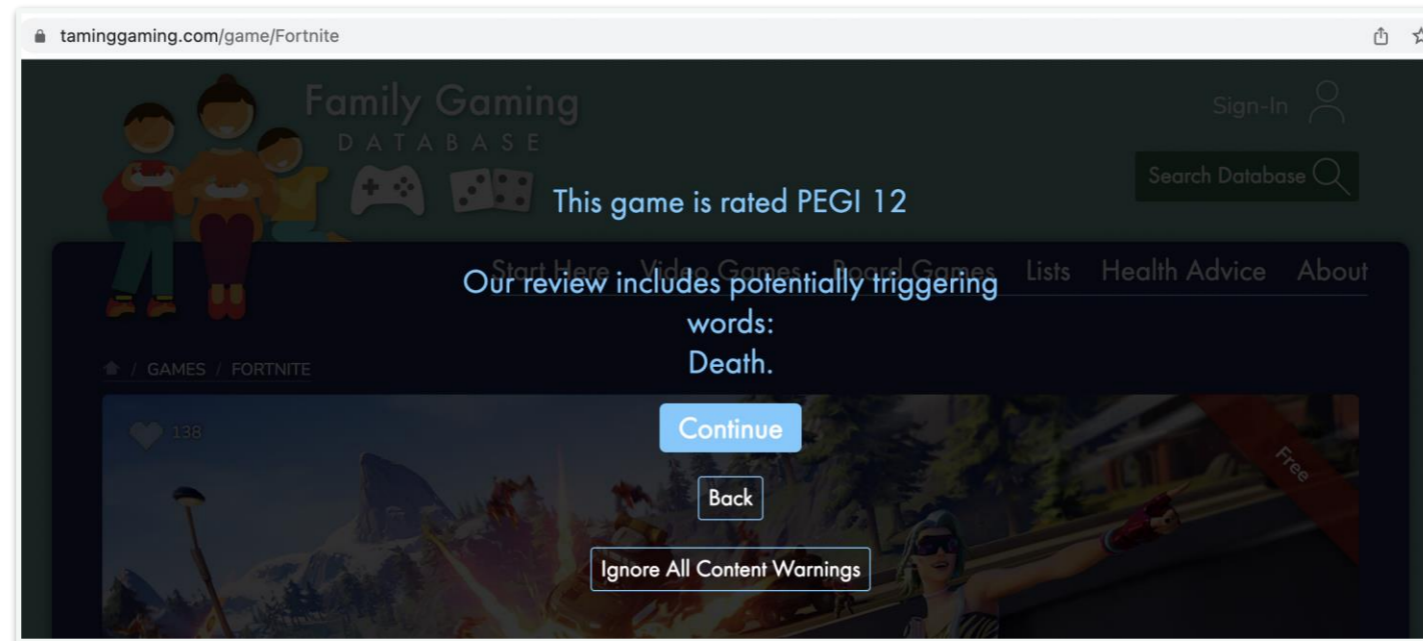 taminggaming.com/game/Fortnite
Family Gaming
DATABASE
Sign-In
Search Database
This game is rated PEGI 12
Start Here Video Games Board Games Lists Health Advice About
Our review includes potentially triggering
words:
Death.
/ GAMES / FORTNITE
138
Continue
Free
Back
Ignore All Content Warnings